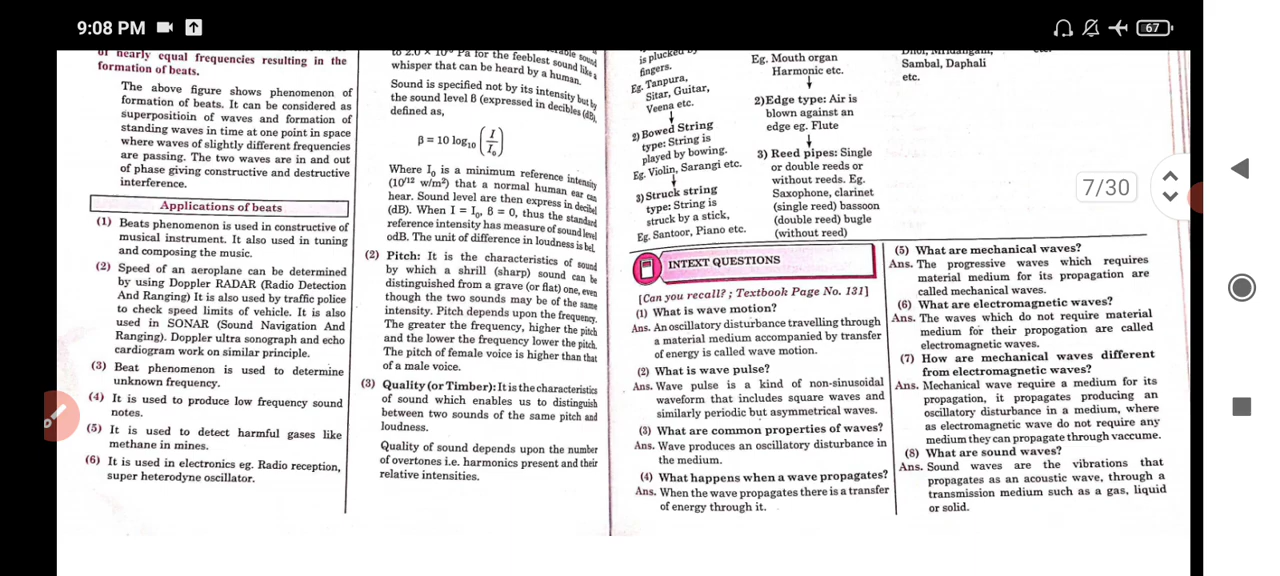 9:08 PM
67
of nearly equal frequencies resulting in the
formation of beats.
The above figure shows phenomenon of
formation of beats. It can be considered as
superpositioin of waves and formation of
standing waves in time at one point in space
where waves of slightly different frequencies
are passing. The two waves are in and out
of phase giving constructive and destructive
interference.
Applications of beats
(1) Beats phenomenon is used in constructive of
musical instrument. It also used in tuning
and composing the music.
(2) Speed of an aeroplane can be determined
by using Doppler RADAR (Radio Detection
And Ranging) It is also used by traffic police
to check speed limits of vehicle. It is also
used in SONAR (Sound Navigation And
Ranging). Doppler ultra sonograph and echo
cardiogram work on similar principle.
(3) Beat phenomenon is used to determine
unknown frequency.
(4) It is used to produce low frequency sound
notes.
(5) It is used to detect harmful gases like
methane in mines.
(6) It is used in electronics eg. Radio reception,
super heterodyne oscillator.
Pa for the feeblest sound like a
whisper that can be heard by a human.
Sound is specified not by its intensity but by
the sound level β (expressed in decibles (dB),
defined as,
β = 10 log₁₀ (I/I₀)
Where I₀ is a minimum reference intensity
(10/¹² w/m²) that a normal human ear can
hear. Sound level are then express in decibel
(dB). When I = I₀, β = 0, thus the standard
reference intensity has measure of sound level
odB. The unit of difference in loudness is bel.
(2) Pitch: It is the characteristics of sound
by which a shrill (sharp) sound can be
distinguished from a grave (or flat) one, even
though the two sounds may be of the same
intensity. Pitch depends upon the frequency.
The greater the frequency, higher the pitch
and the lower the frequency lower the pitch.
The pitch of female voice is higher than that
of a male voice.
(3) Quality (or Timber): It is the characteristics
of sound which enables us to distinguish
between two sounds of the same pitch and
loudness.
Quality of sound depends upon the number
of overtones i.e. harmonics present and their
relative intensities.
is plucked by
fingers.
Eg. Tanpura,
Sitar, Guitar,
Veena etc.
2) Bowed String
type: String is
played by bowing.
Eg. Violin, Sarangi etc.
3) Struck string
type: String is
struck by a stick,
Eg. Santoor, Piano etc.
Eg. Mouth organ
Harmonic etc.
2)Edge type: Air is
blown against an
edge eg. Flute
3) Reed pipes: Single
or double reeds or
without reeds. Eg.
Saxophone, clarinet
(single reed) bassoon
(double reed) bugle
(without reed)
Sambal, Daphali
etc.
7/30
INTEXT QUESTIONS
[Can you recall? ; Textbook Page No. 131]
(1) What is wave motion?
Ans. An oscillatory disturbance travelling through
a material medium accompanied by transfer
of energy is called wave motion.
(2) What is wave pulse?
Ans. Wave pulse is a kind of non-sinusoidal
waveform that includes square waves and
similarly periodic but asymmetrical waves.
(3) What are common properties of waves?
Ans. Wave produces an oscillatory disturbance in
the medium.
(4) What happens when a wave propagates?
Ans. When the wave propagates there is a transfer
of energy through it.
(5) What are mechanical waves?
Ans. The progressive waves which requires
material medium for its propagation are
called mechanical waves.
(6) What are electromagnetic waves?
Ans. The waves which do not require material
medium for their propogation are called
electromagnetic waves.
(7) How are mechanical waves different
from electromagnetic waves?
Ans. Mechanical wave require a medium for its
propagation, it propagates producing an
oscillatory disturbance in a medium, where
as electromagnetic wave do not require any
medium they can propagate through vaccume.
(8) What are sound waves?
Ans. Sound waves are the vibrations that
propagates as an acoustic wave, through a
transmission medium such as a gas, liquid
or solid.